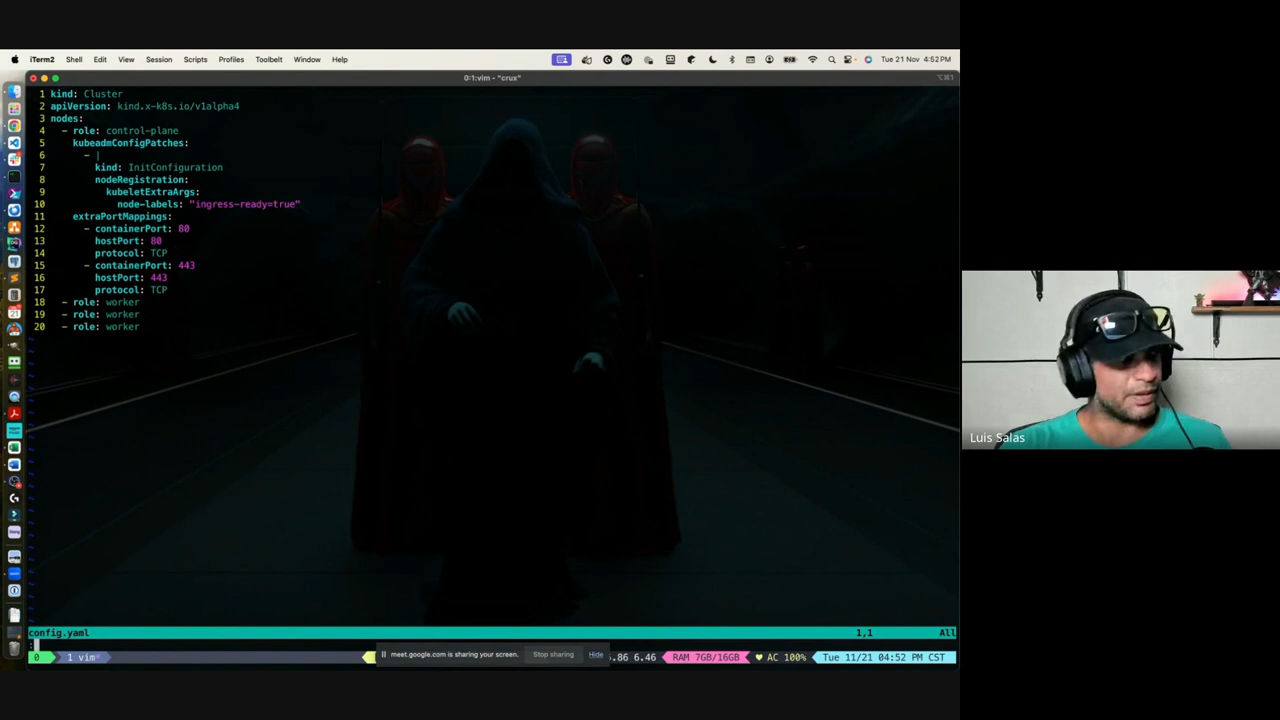 iTerm2 Shell Edit View Session Scripts Profiles Toolbelt Window Help Tue 21 Nov 4:52 PM
0:1:vim - "crux"
1 kind: Cluster
2 apiVersion: kind.x-k8s.io/v1alpha4
3 nodes:
4 - role: control-plane
5 kubeadmConfigPatches:
6 - |
7 kind: InitConfiguration
8 nodeRegistration:
9 kubeletExtraArgs:
10 node-labels: "ingress-ready=true"
11 extraPortMappings:
12 - containerPort: 80
13 hostPort: 80
14 protocol: TCP
15 - containerPort: 443
16 hostPort: 443
17 protocol: TCP
18 - role: worker
19 - role: worker
20 - role: worker
Luis Salas
config.yaml 1,1 All
:
meet.google.com is sharing your screen. Stop sharing Hide
0 1 vim .86 6.46 RAM 7GB/16GB ♥ AC 100% Tue 11/21 04:52 PM CST